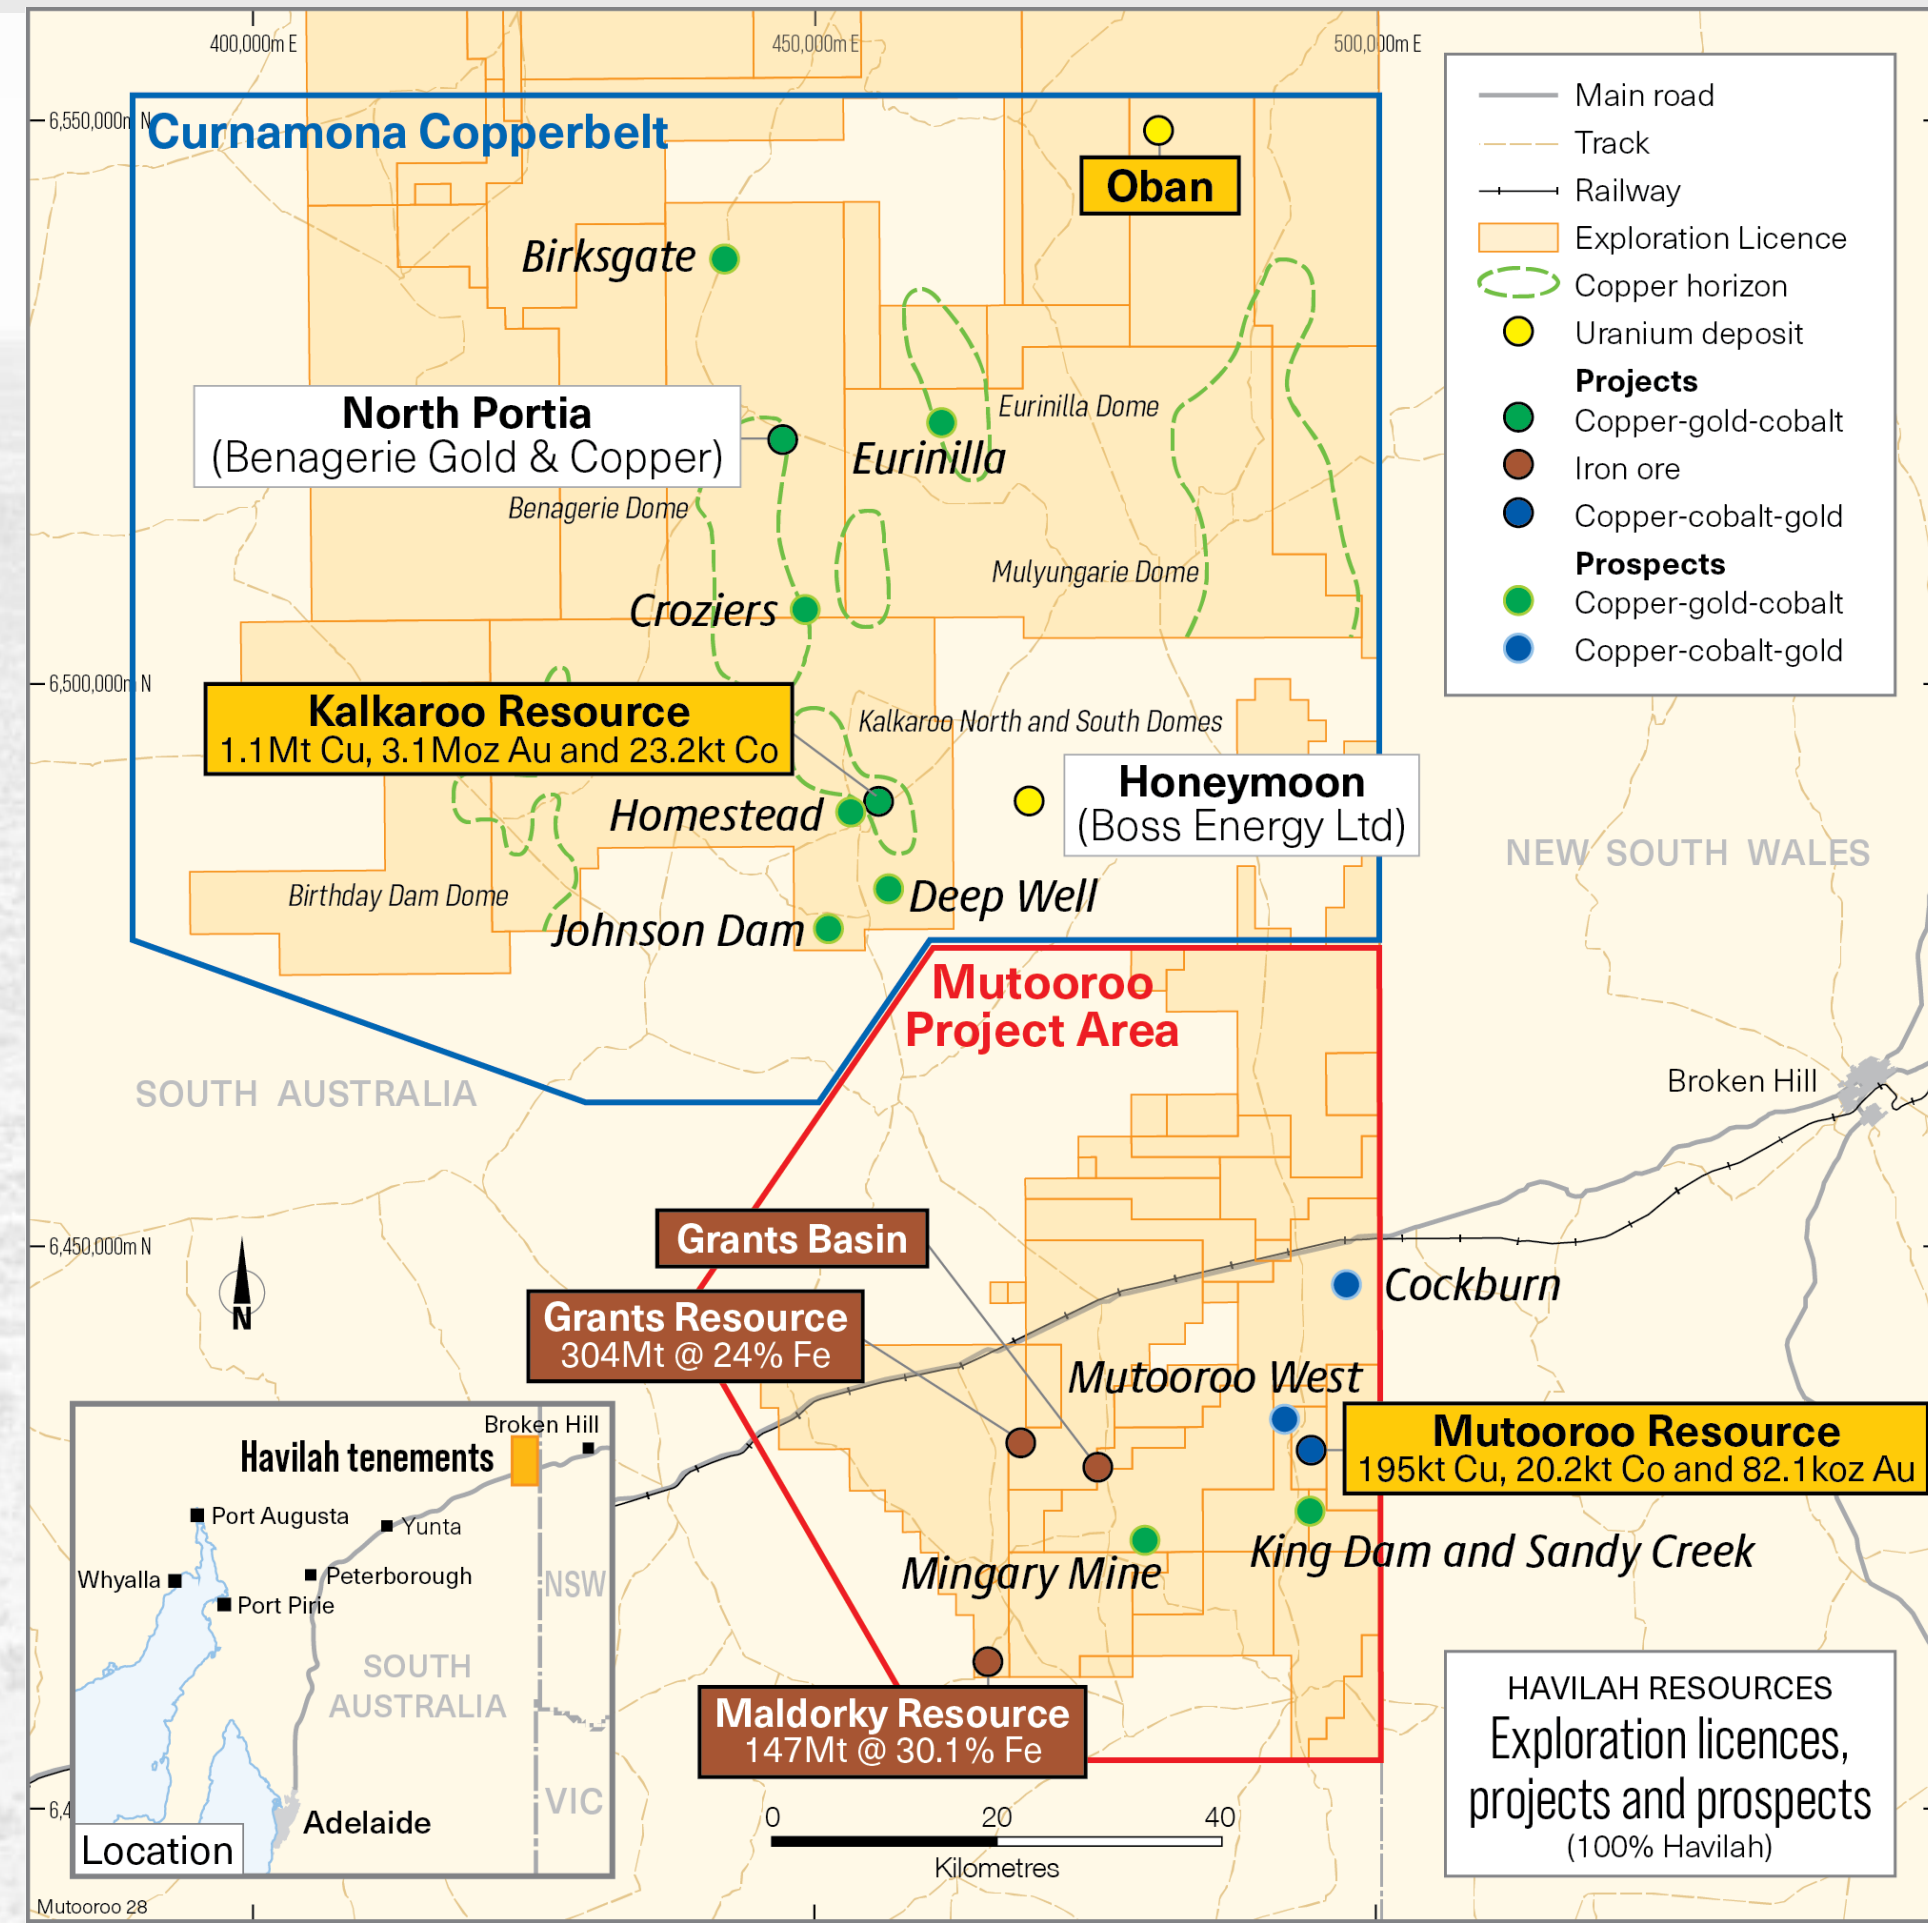 400,000m E
450,000m E
500,000m E
6,550,000m N
Curnamona Copperbelt
Oban
Birksgate
North Portia
(Benagerie Gold & Copper)
Eurinilla Dome
Eurinilla
Benagerie Dome
Mulyungarie Dome
Croziers
6,500,000m N
Kalkaroo Resource
1.1Mt Cu, 3.1Moz Au and 23.2kt Co
Kalkaroo North and South Domes
Homestead
Honeymoon
(Boss Energy Ltd)
Birthday Dam Dome
Deep Well
Johnson Dam
Main road
Track
Railway
Exploration Licence
Copper horizon
Uranium deposit
Projects
Copper-gold-cobalt
Iron ore
Copper-cobalt-gold
Prospects
Copper-gold-cobalt
Copper-cobalt-gold
NEW SOUTH WALES
Mutooroo
Project Area
SOUTH AUSTRALIA
Broken Hill
Grants Basin
6,450,000m N
N
Cockburn
Grants Resource
304Mt @ 24% Fe
Mutooroo West
Mutooroo Resource
195kt Cu, 20.2kt Co and 82.1koz Au
King Dam and Sandy Creek
Mingary Mine
Maldorky Resource
147Mt @ 30.1% Fe
Broken Hill
Havilah tenements
Port Augusta
Yunta
Whyalla
Peterborough
Port Pirie
NSW
SOUTH
AUSTRALIA
VIC
6,4
Adelaide
Location
0 20 40
Kilometres
HAVILAH RESOURCES
Exploration licences,
projects and prospects
(100% Havilah)
Mutooroo 28